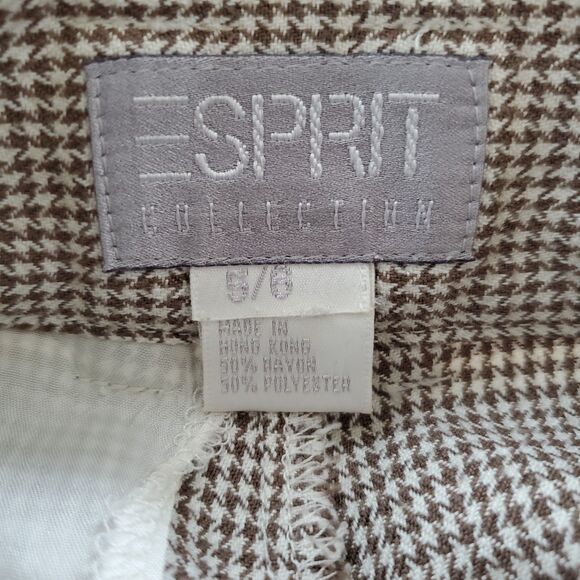 ESPRIT
COLLECTION
5/6
MADE IN
HONG KONG
50% RAYON
50% POLYESTER